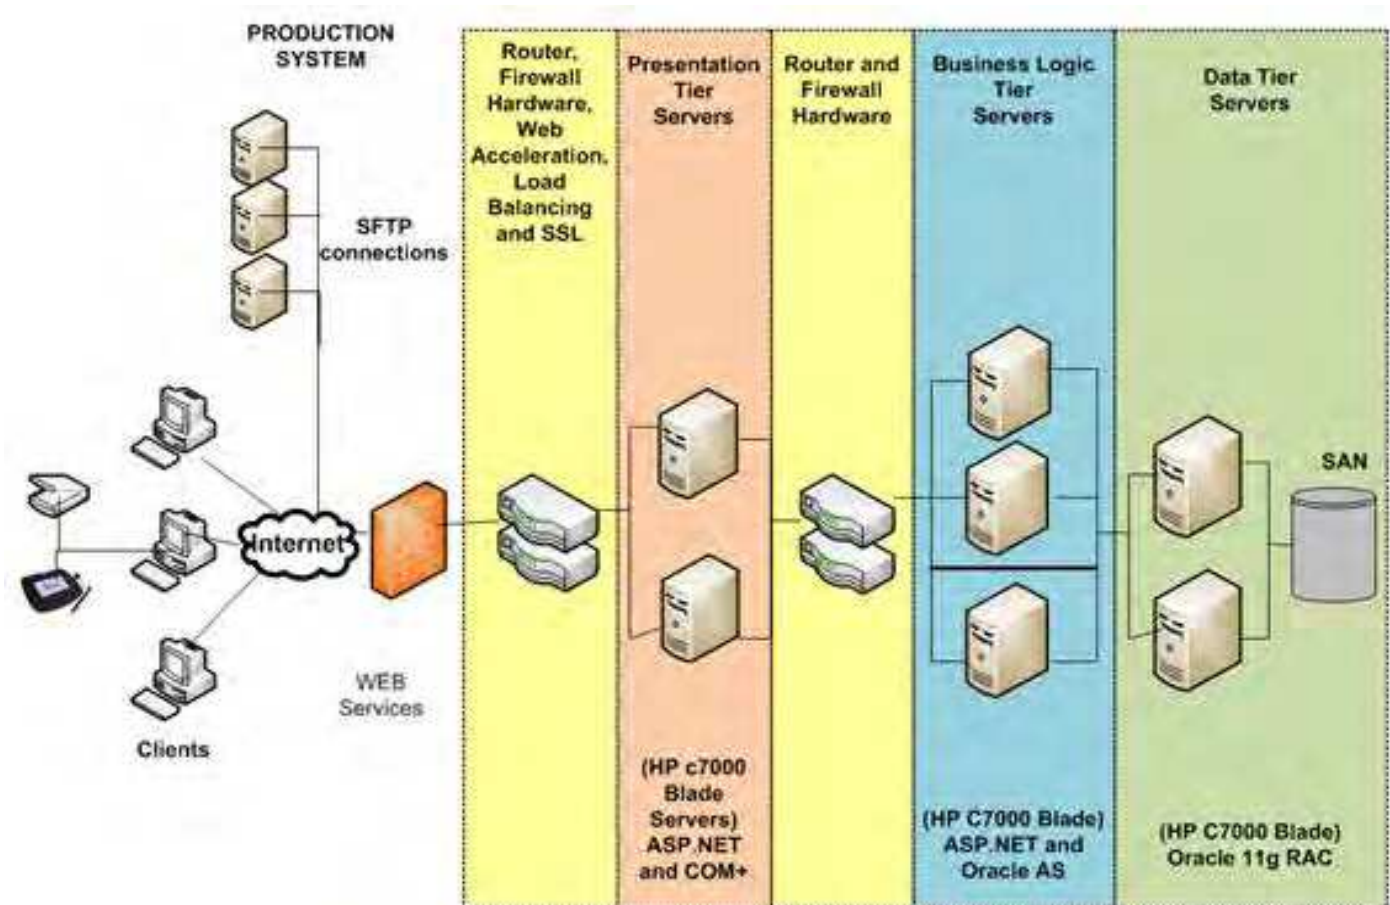 PRODUCTION
SYSTEM
SFTP
connections
Internet
WEB
Services
Clients
Router,
Firewall
Hardware,
Web
Acceleration,
Load
Balancing
and SSL
Presentation
Tier
Servers
(HP c7000
Blade
Servers)
ASP.NET
and COM+
Router and
Firewall
Hardware
Business Logic
Tier
Servers
(HP C7000 Blade)
ASP.NET and
Oracle AS
Data Tier
Servers
SAN
(HP C7000 Blade)
Oracle 11g RAC